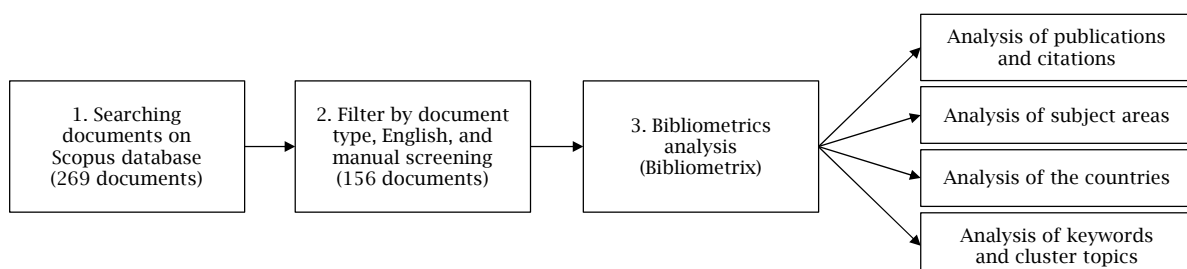 1. Searching
documents on
Scopus database
(269 documents)
2. Filter by document
type, English, and
manual screening
(156 documents)
3. Bibliometrics
analysis
(Bibliometrix)
Analysis of publications
and citations
Analysis of subject areas
Analysis of the countries
Analysis of keywords
and cluster topics